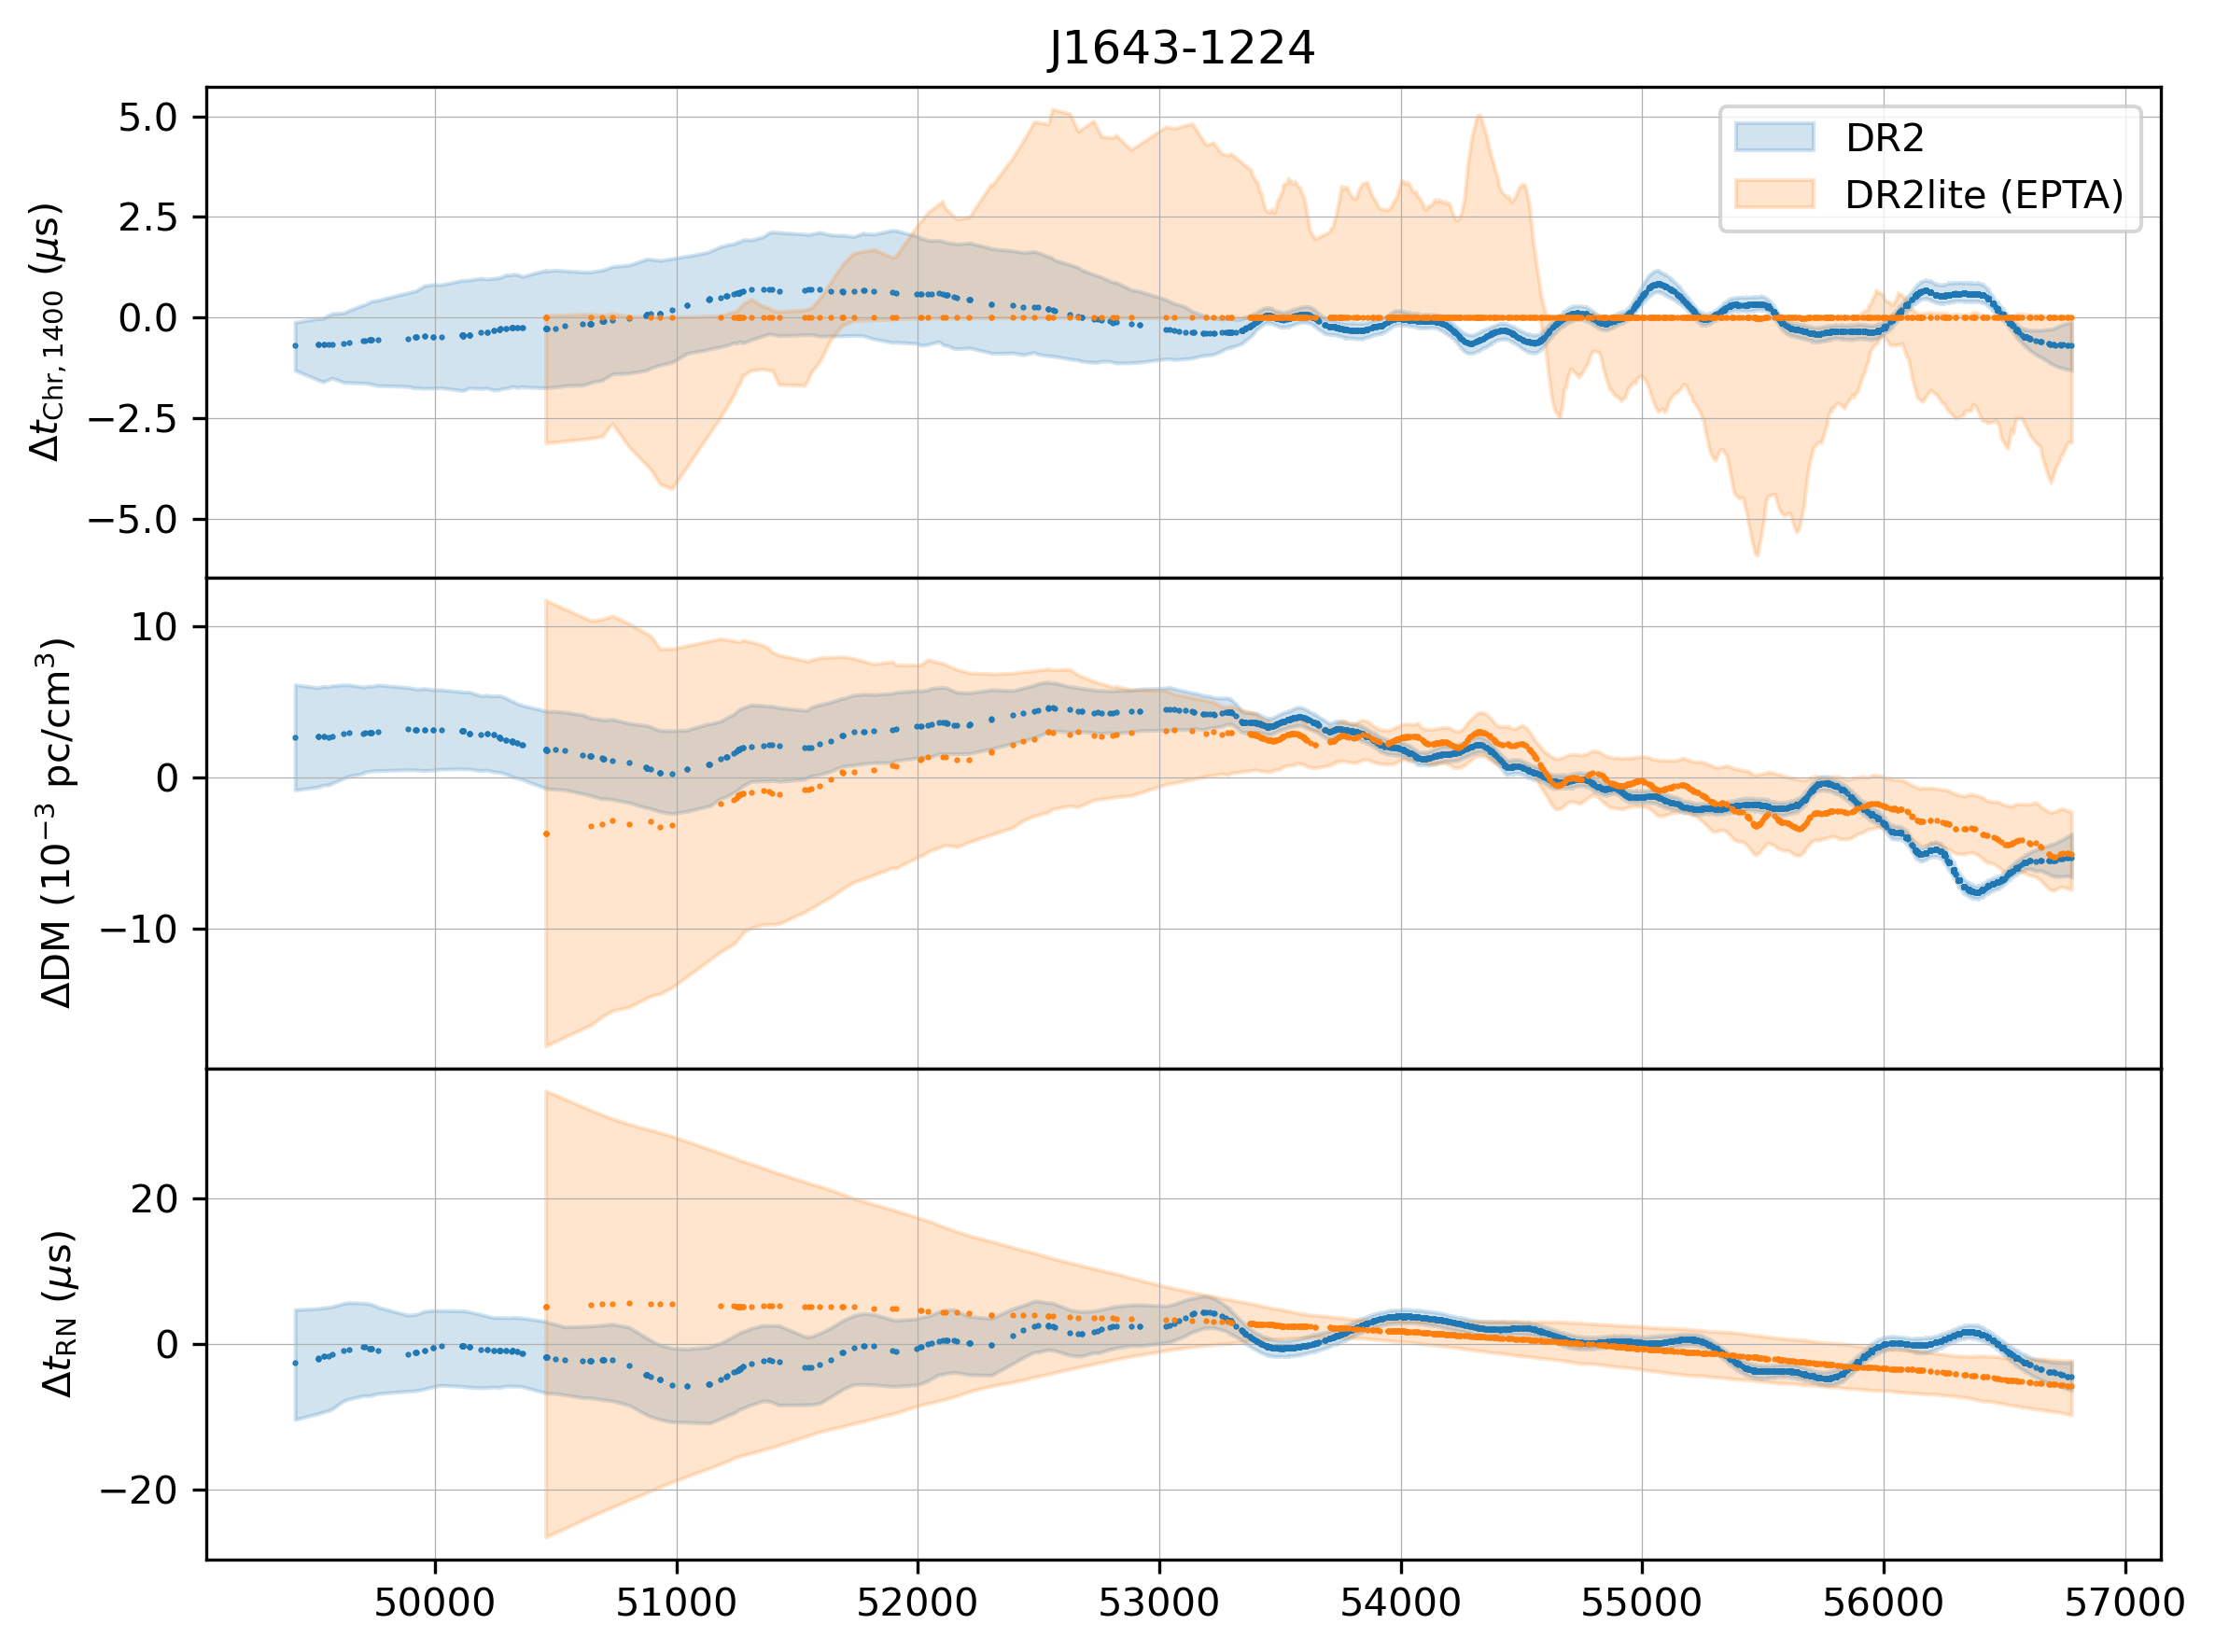 J1643-1224
Δt_Chr, 1400 (μs)
5.0
2.5
0.0
−2.5
−5.0
DR2
DR2lite (EPTA)
ΔDM (10⁻³ pc/cm³)
10
0
−10
Δt_RN (μs)
20
0
−20
50000 51000 52000 53000 54000 55000 56000 57000